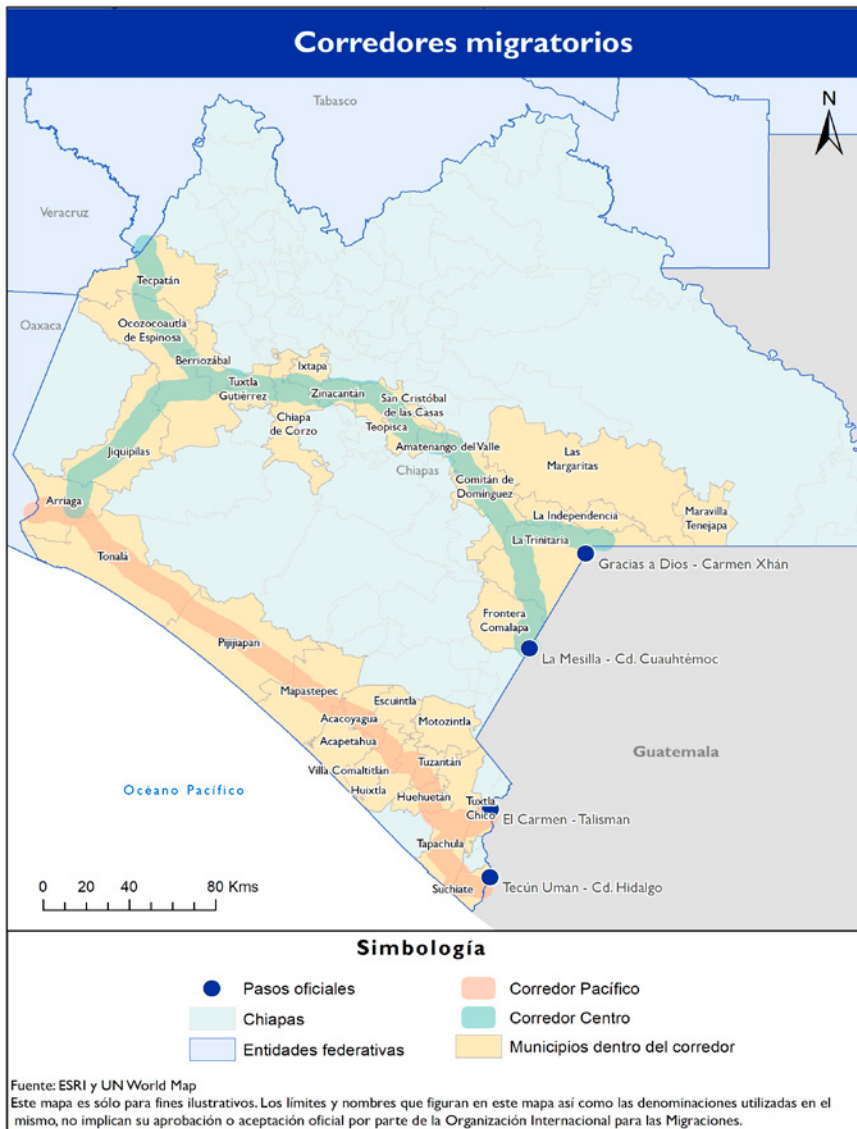 Corredores migratorios
Tabasco
N
Veracruz
Tecpatán
Oaxaca
Ocozocoautla
de Espinosa
Berriozábal
Ixtapa
Tuxtla
Gutiérrez
Zinacantán
San Cristóbal
de las Casas
Chiapa
de Corzo
Teopisca
Amatenango del Valle
Jiquipilas
Chiapas
Las
Margaritas
Comitán de
Domínguez
Arriaga
La Independencia
Maravilla
Tenejapa
La Trinitaria
Tonalá
Gracias a Dios - Carmen Xhán
Frontera
Comalapa
Pijijiapan
La Mesilla - Cd. Cuauhtémoc
Mapastepec
Escuintla
Acacoyagua
Motozintla
Acapetahua
Guatemala
Tuzantán
Villa Comaltitlán
Océano Pacífico
Huixtla
Huehuetán
Tuxtla
Chico
El Carmen - Talisman
Tapachula
0 20 40 80 Kms
Suchiate
Tecún Uman - Cd. Hidalgo
Simbología
Pasos oficiales
Corredor Pacífico
Chiapas
Corredor Centro
Entidades federativas
Municipios dentro del corredor
Fuente: ESRI y UN World Map
Este mapa es sólo para fines ilustrativos. Los límites y nombres que figuran en este mapa así como las denominaciones utilizadas en el
mismo, no implican su aprobación o aceptación oficial por parte de la Organización Internacional para las Migraciones.